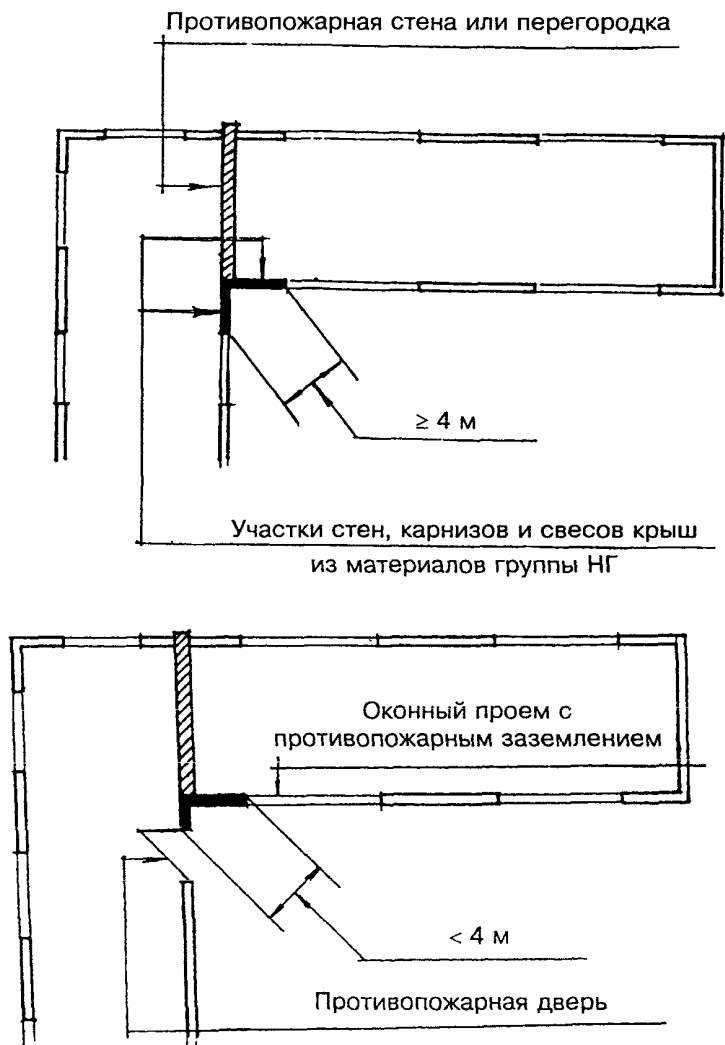 Противопожарная стена или перегородка
≥ 4 м
Участки стен, карнизов и свесов крыш
из материалов группы НГ
Оконный проем с
противопожарным заземлением
< 4 м
Противопожарная дверь